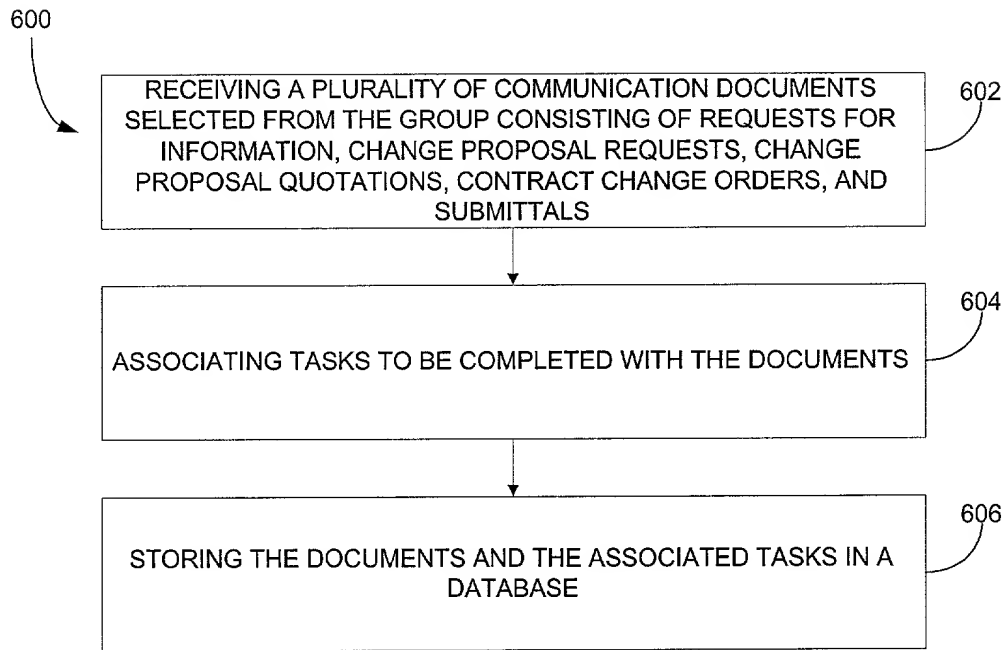 600
RECEIVING A PLURALITY OF COMMUNICATION DOCUMENTS
SELECTED FROM THE GROUP CONSISTING OF REQUESTS FOR
INFORMATION, CHANGE PROPOSAL REQUESTS, CHANGE
PROPOSAL QUOTATIONS, CONTRACT CHANGE ORDERS, AND
SUBMITTALS
602
ASSOCIATING TASKS TO BE COMPLETED WITH THE DOCUMENTS
604
STORING THE DOCUMENTS AND THE ASSOCIATED TASKS IN A
DATABASE
606